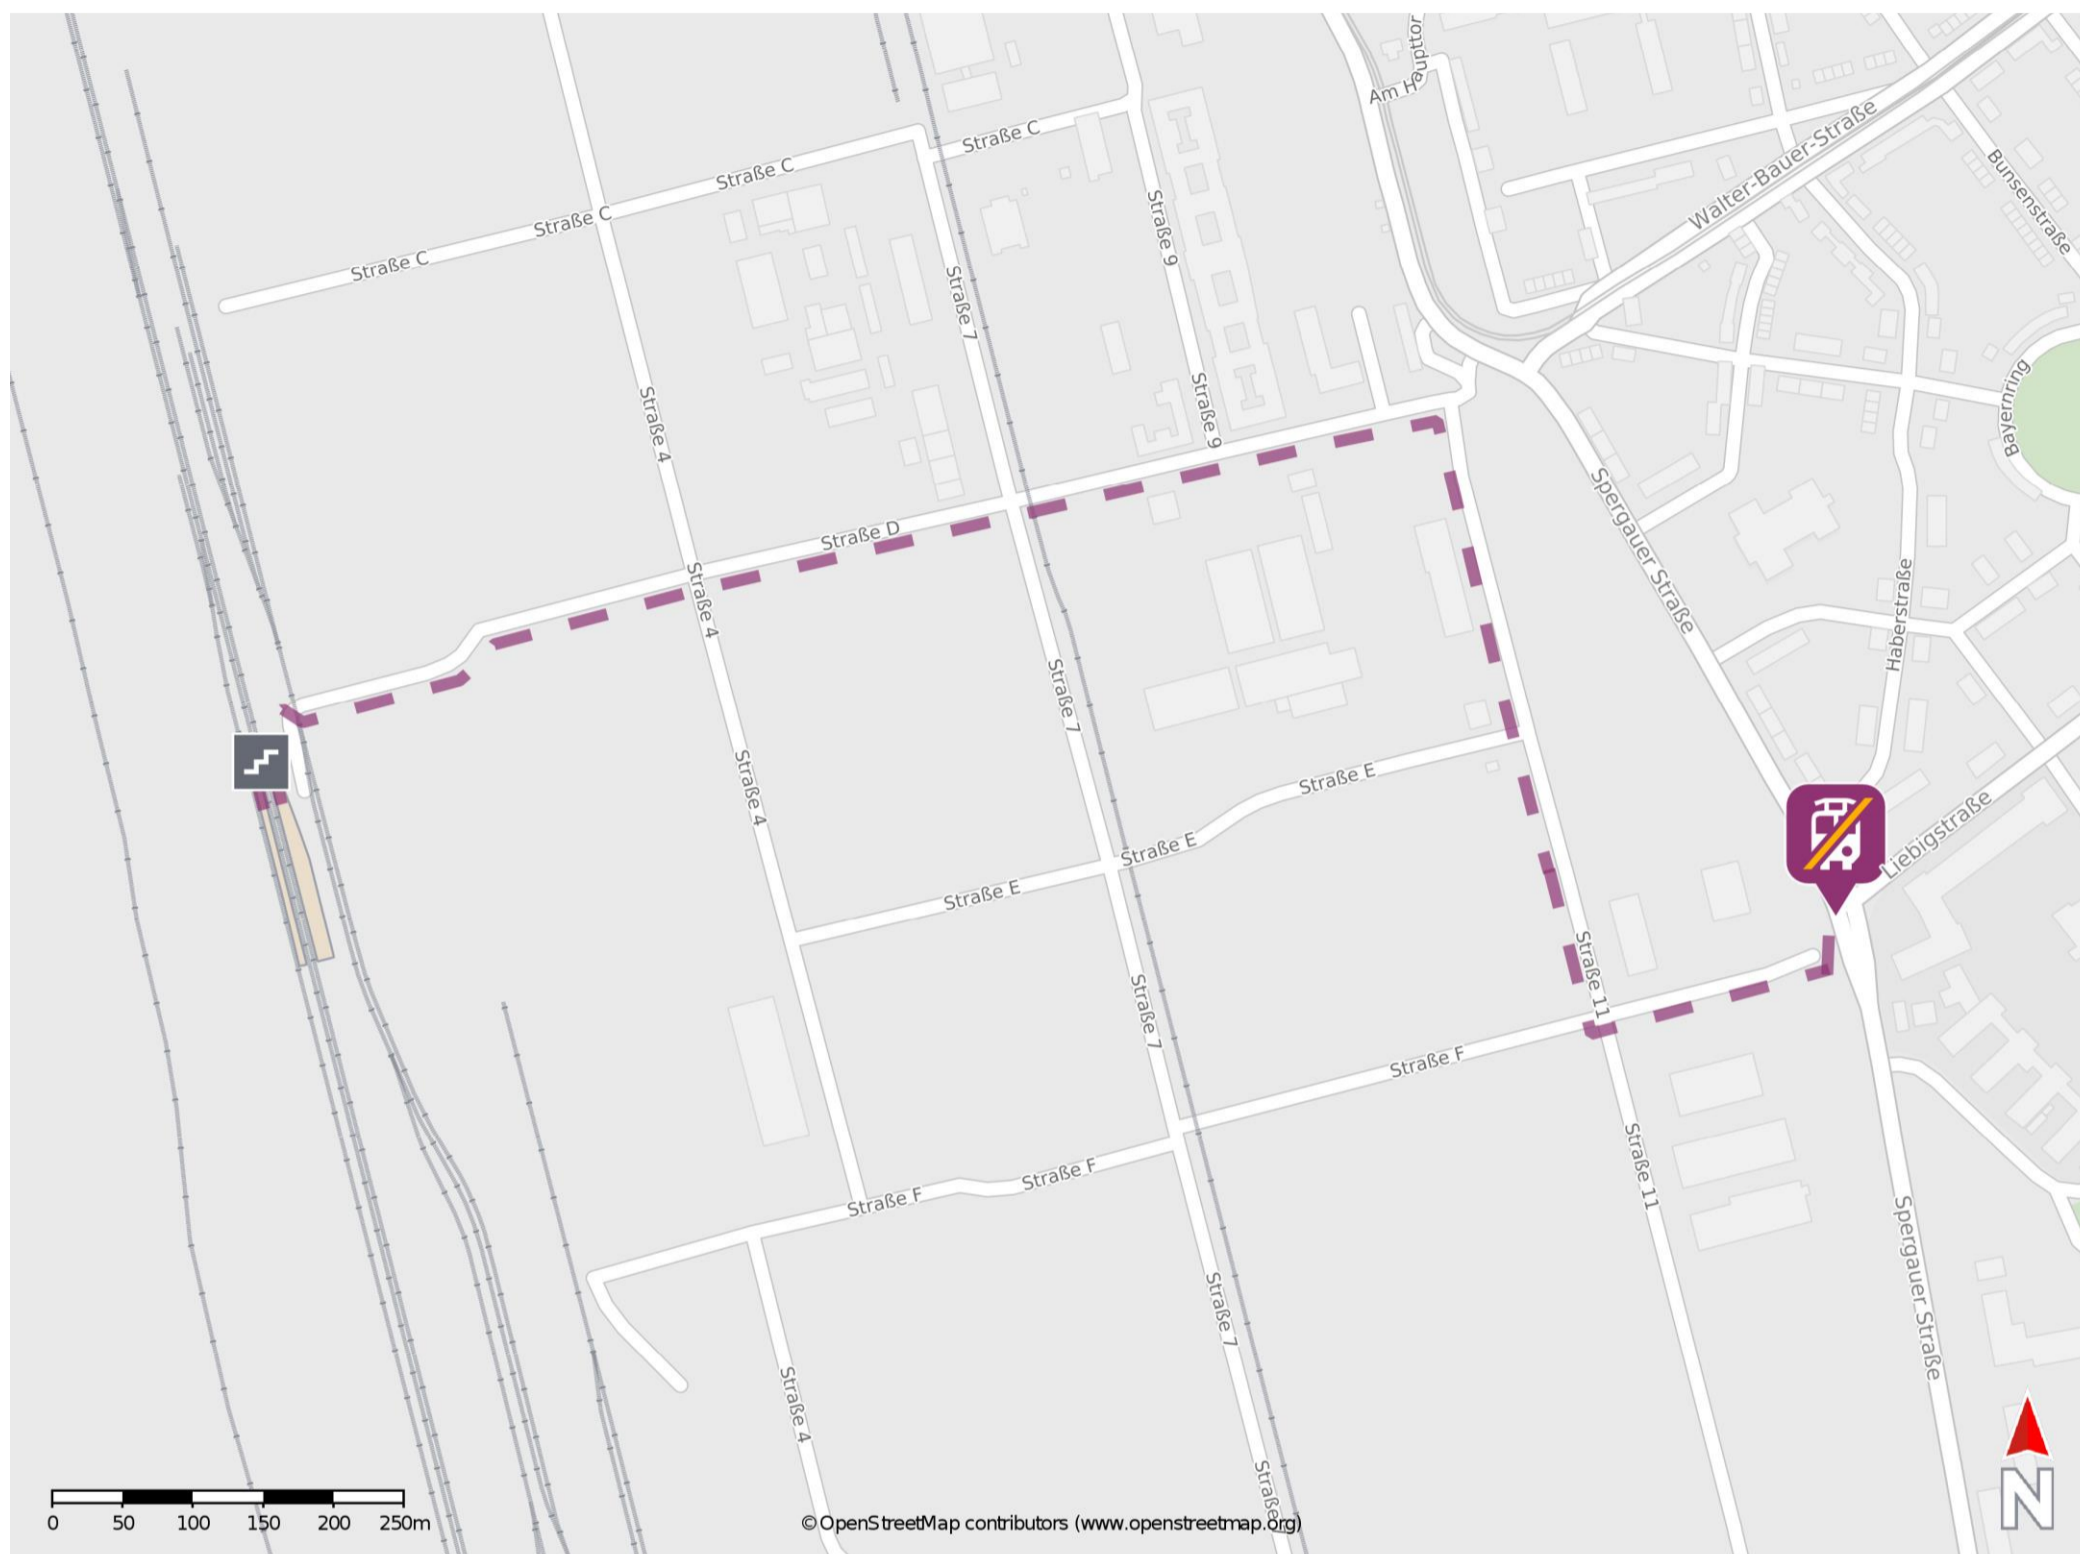 Am Haupttor
Straße C
Straße C
Straße C
Straße C
Walter-Bauer-Straße
Bunsenstraße
Straße 9
Straße 7
Straße 9
Straße 4
Bayernring
Spergauer Straße
Straße D
Straße 4
Haberstraße
Straße 7
Straße 4
Straße E
Straße E
Straße E
Liebigstraße
Straße 11
Straße 7
Straße F
Straße F
Straße F
Straße 11
Spergauer Straße
Straße 7
Straße 4
Straße 7
N
0 50 100 150 200 250m
©OpenStreetMap contributors (www.openstreetmap.org)